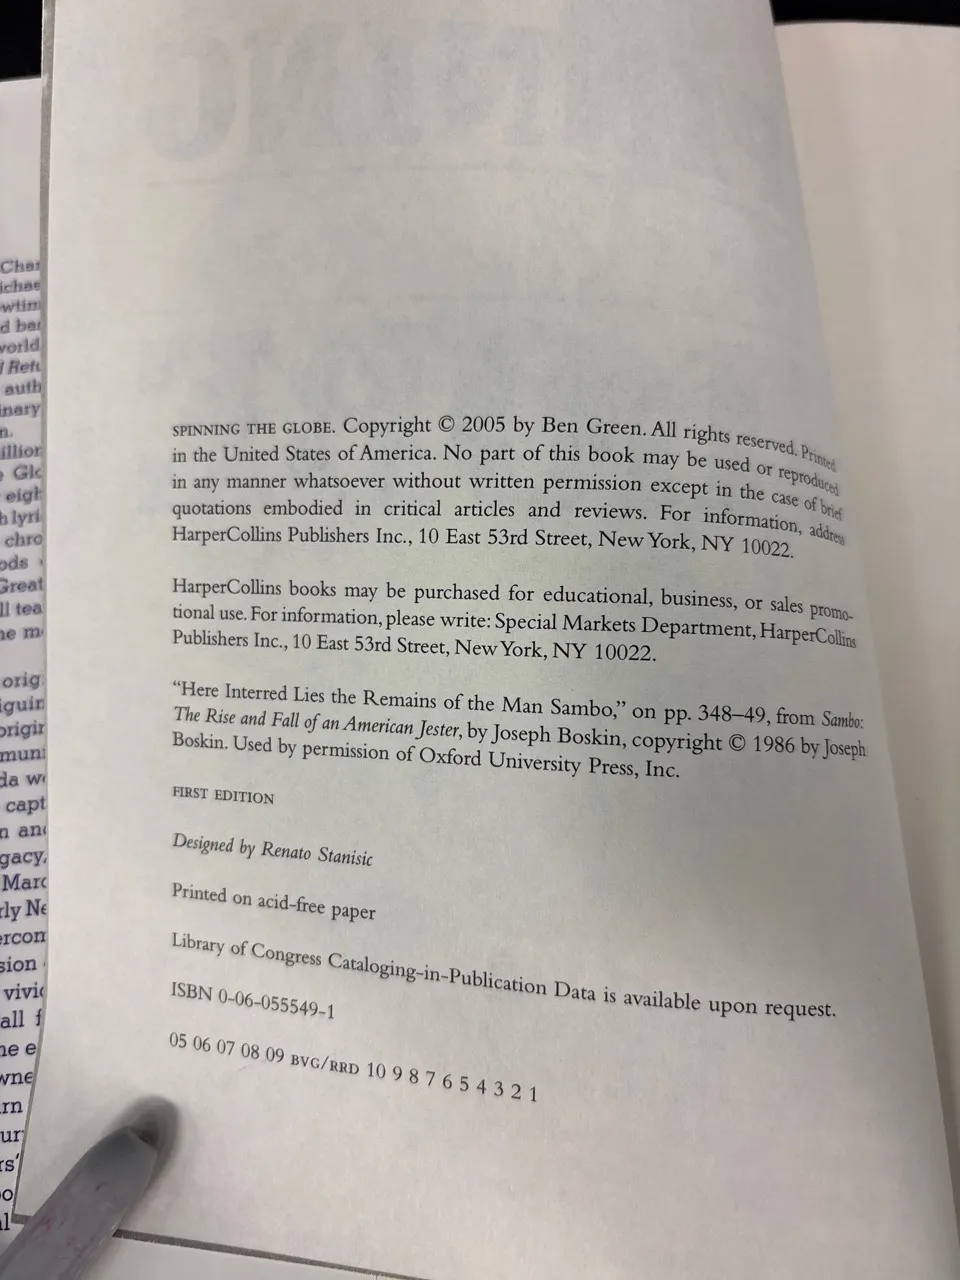 SPINNING THE GLOBE. Copyright © 2005 by Ben Green. All rights reserved. Printed
in the United States of America. No part of this book may be used or reproduced
in any manner whatsoever without written permission except in the case of brief
quotations embodied in critical articles and reviews. For information, address
HarperCollins Publishers Inc., 10 East 53rd Street, New York, NY 10022.
HarperCollins books may be purchased for educational, business, or sales promo-
tional use. For information, please write: Special Markets Department, HarperCollins
Publishers Inc., 10 East 53rd Street, New York, NY 10022.
“Here Interred Lies the Remains of the Man Sambo,” on pp. 348–49, from Sambo:
The Rise and Fall of an American Jester, by Joseph Boskin, copyright © 1986 by Joseph
Boskin. Used by permission of Oxford University Press, Inc.
FIRST EDITION
Designed by Renato Stanisic
Printed on acid-free paper
Library of Congress Cataloging-in-Publication Data is available upon request.
ISBN 0-06-055549-1
05 06 07 08 09 BVG/RRD 10 9 8 7 6 5 4 3 2 1